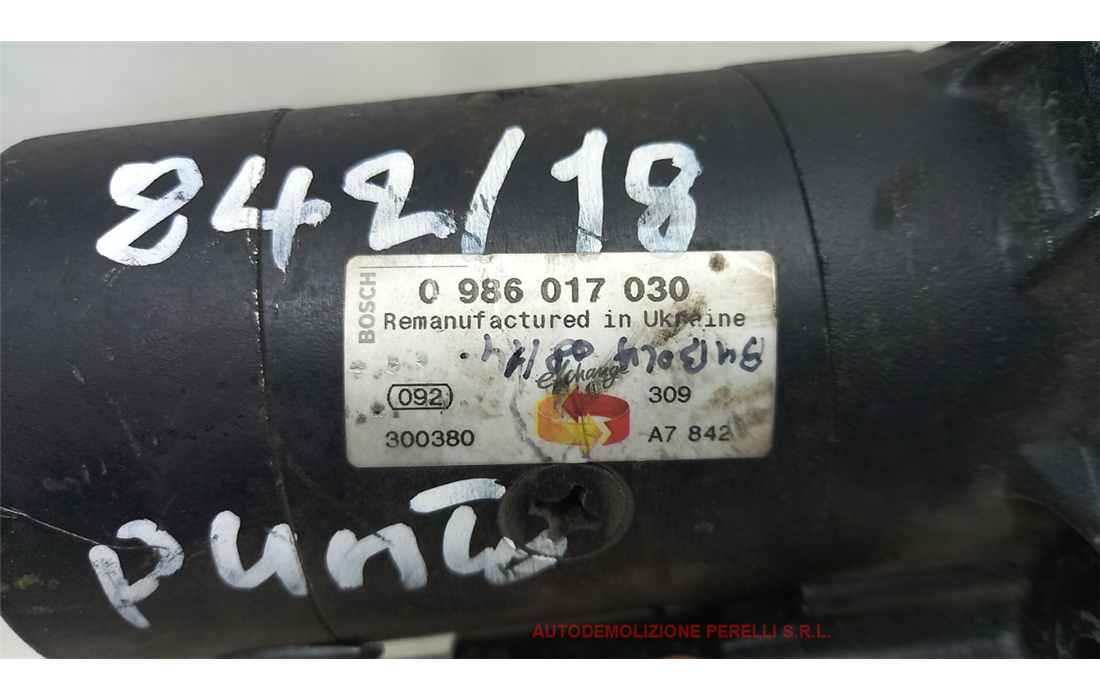 842/18
BOSCH
0 986 017 030
Remanufactured in Ukraine
exchange
092 309
300380 A7 842
Punto
AUTODEMOLIZIONE PERELLI S.R.L.